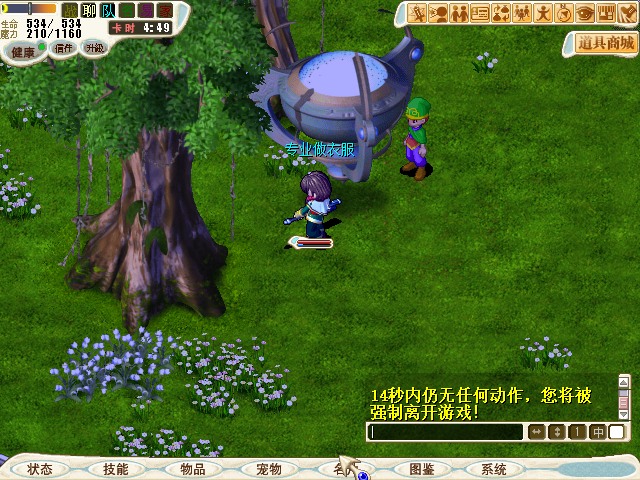 生命 534/ 534
魔力 210/1160
聊 队
卡时 4:49
健康 信件 升級
道具商城
专业做衣服
14秒内仍无任何动作，您将被
强制离开游戏!
↔ ↕ 1 中
状态 技能 物品 宠物 名 图鉴 系统